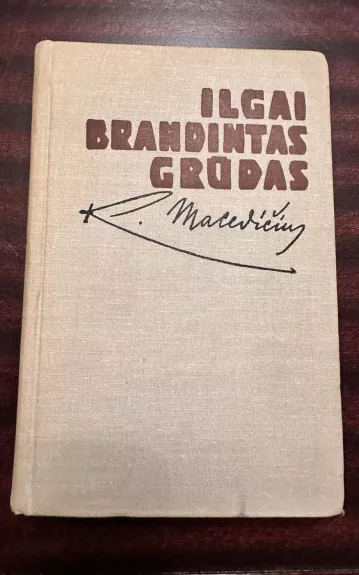 ILGAI
BRANDINTAS
GRŪDAS
K. Macevičius